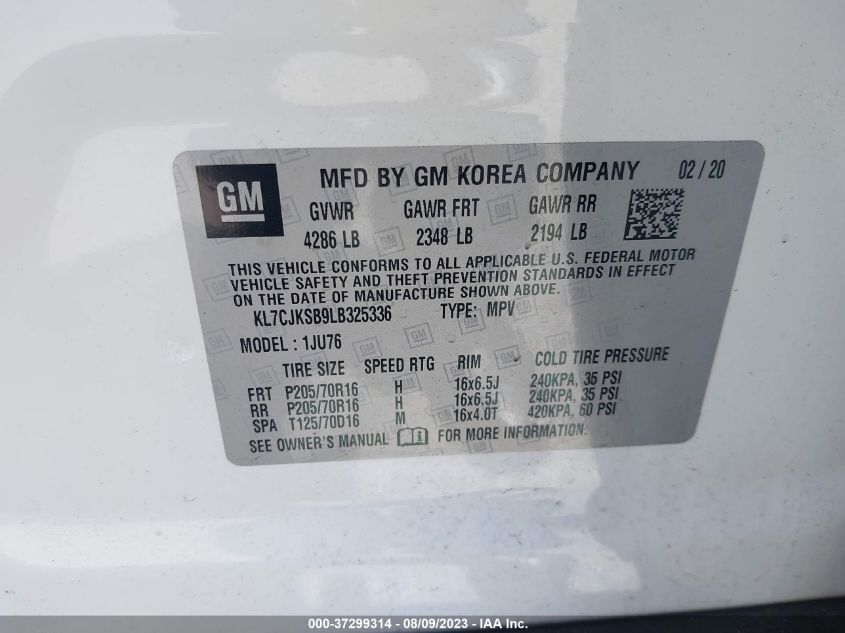 GM
MFD BY GM KOREA COMPANY 02 / 20
GVWR GAWR FRT GAWR RR
4286 LB 2348 LB 2194 LB
THIS VEHICLE CONFORMS TO ALL APPLICABLE U.S. FEDERAL MOTOR
VEHICLE SAFETY AND THEFT PREVENTION STANDARDS IN EFFECT
ON THE DATE OF MANUFACTURE SHOWN ABOVE.
KL7CJKSB9LB325336 TYPE: MPV
MODEL : 1JU76
TIRE SIZE SPEED RTG RIM COLD TIRE PRESSURE
FRT P205/70R16 H 16x6.5J 240KPA, 35 PSI
RR P205/70R16 H 16x6.5J 240KPA, 35 PSI
SPA T125/70D16 M 16x4.0T 420KPA, 60 PSI
SEE OWNER'S MANUAL FOR MORE INFORMATION.
000-37299314 - 08/09/2023 - IAA Inc.